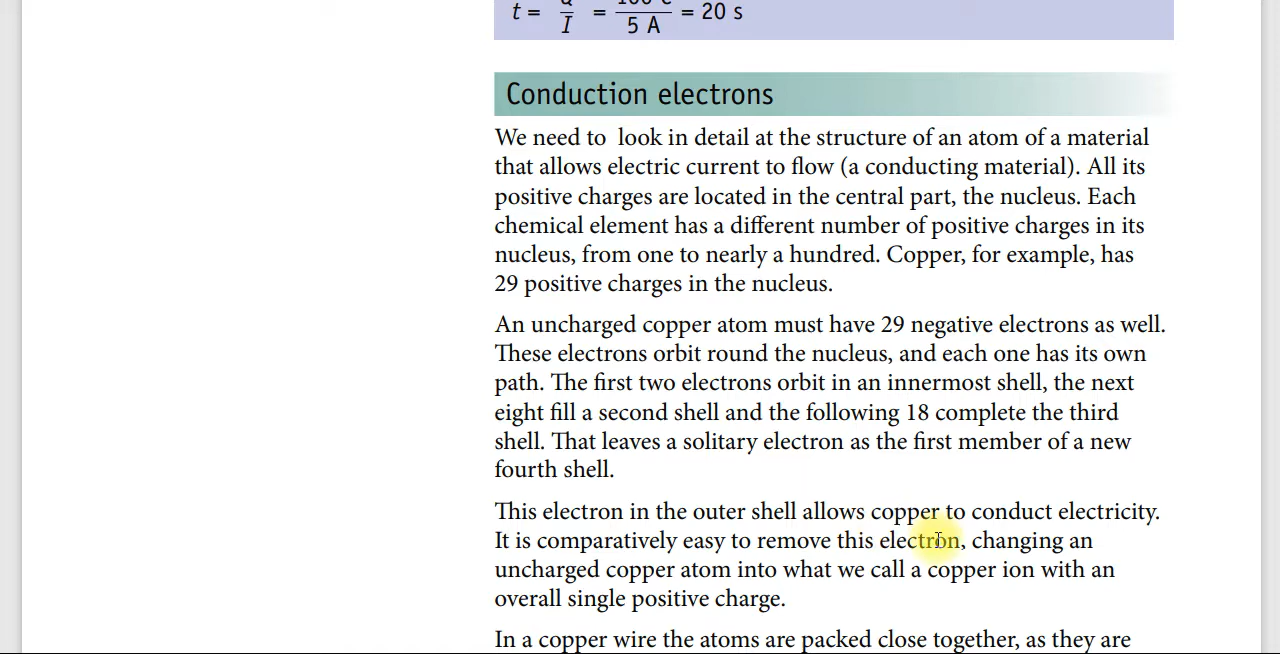 t = Q/I = 100 C/5 A = 20 s
Conduction electrons
We need to look in detail at the structure of an atom of a material
that allows electric current to flow (a conducting material). All its
positive charges are located in the central part, the nucleus. Each
chemical element has a different number of positive charges in its
nucleus, from one to nearly a hundred. Copper, for example, has
29 positive charges in the nucleus.
An uncharged copper atom must have 29 negative electrons as well.
These electrons orbit round the nucleus, and each one has its own
path. The first two electrons orbit in an innermost shell, the next
eight fill a second shell and the following 18 complete the third
shell. That leaves a solitary electron as the first member of a new
fourth shell.
This electron in the outer shell allows copper to conduct electricity.
It is comparatively easy to remove this electron, changing an
uncharged copper atom into what we call a copper ion with an
overall single positive charge.
In a copper wire the atoms are packed close together, as they are